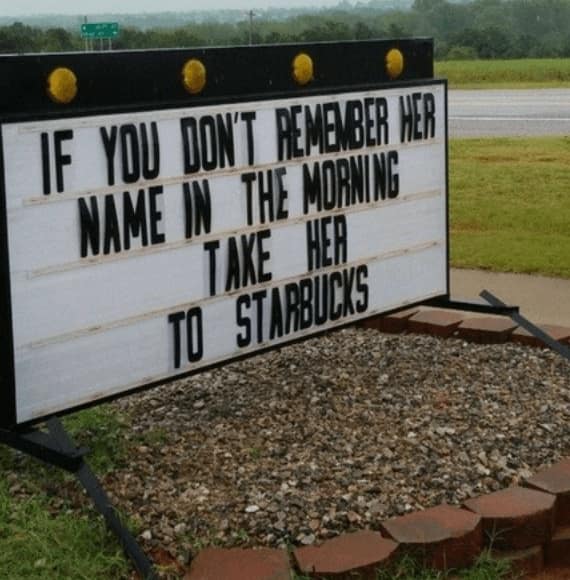 IF YOU DON'T REMEMBER HER
NAME IN THE MORNING
TAKE HER
TO STARBUCKS